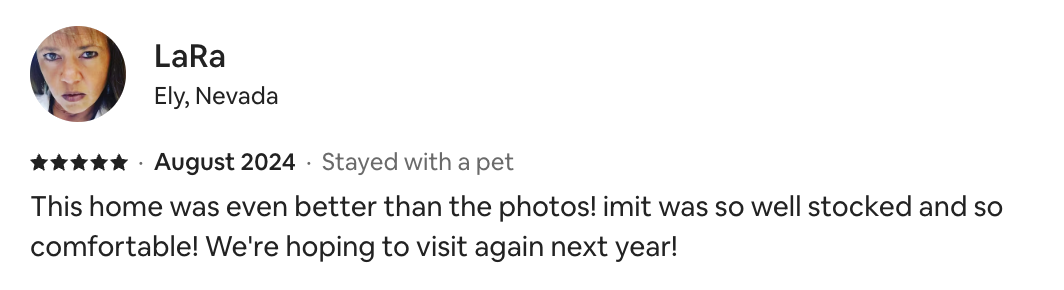 LaRa
Ely, Nevada
★★★★★ · August 2024 · Stayed with a pet
This home was even better than the photos! imit was so well stocked and so
comfortable! We're hoping to visit again next year!